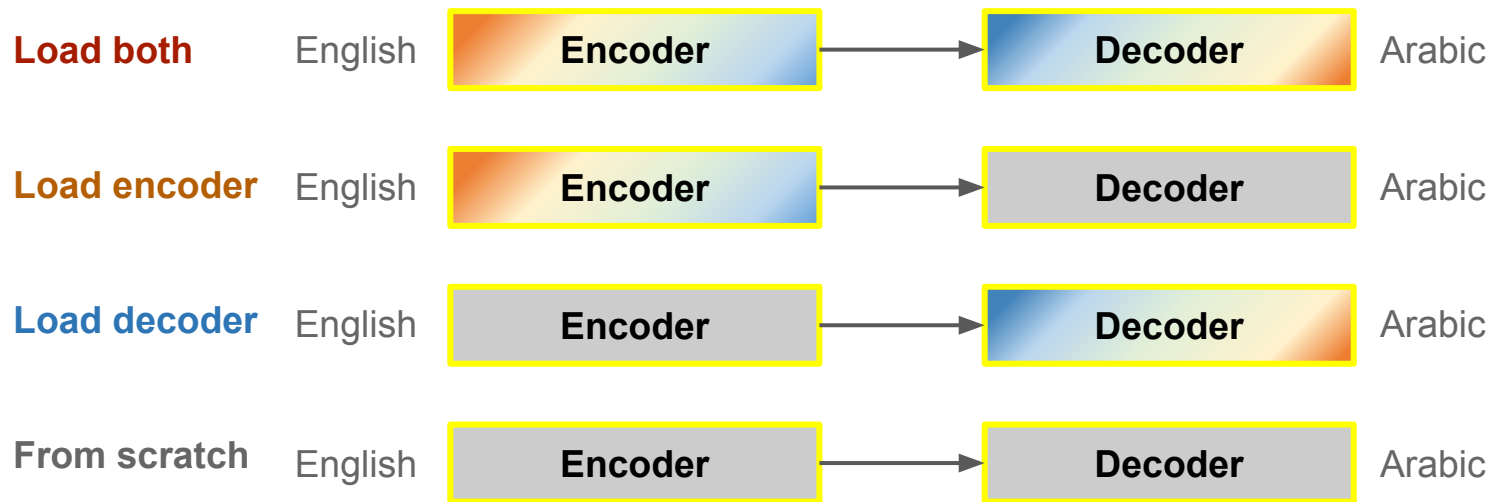 Load both English Encoder Decoder Arabic
Load encoder English Encoder Decoder Arabic
Load decoder English Encoder Decoder Arabic
From scratch English Encoder Decoder Arabic